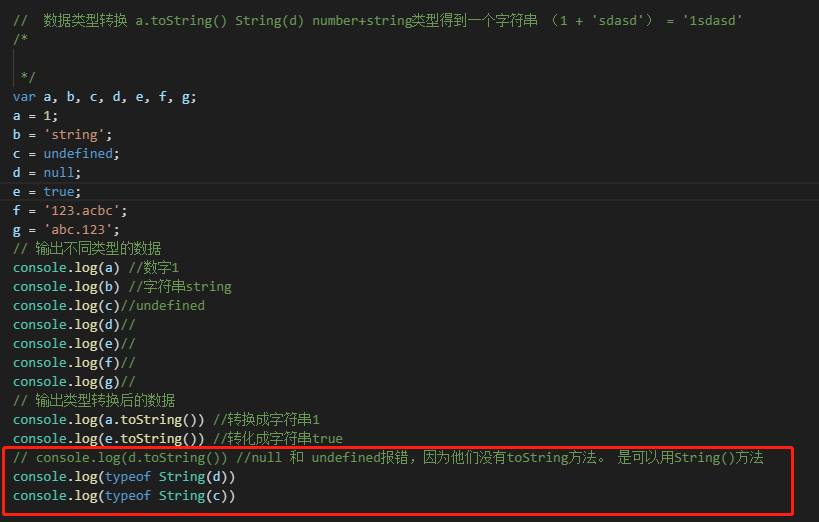 //  数据类型转换 a.toString() String(d) number+string类型得到一个字符串 （1 + 'sdasd'） = '1sdasd'
/*
*/
var a, b, c, d, e, f, g;
a = 1;
b = 'string';
c = undefined;
d = null;
e = true;
f = '123.acbc';
g = 'abc.123';
// 输出不同类型的数据
console.log(a) //数字1
console.log(b) //字符串string
console.log(c)//undefined
console.log(d)//
console.log(e)//
console.log(f)//
console.log(g)//
// 输出类型转换后的数据
console.log(a.toString()) //转换成字符串1
console.log(e.toString()) //转化成字符串true
// console.log(d.toString()) //null 和 undefined报错，因为他们没有toString方法。 是可以用String()方法
console.log(typeof String(d))
console.log(typeof String(c))